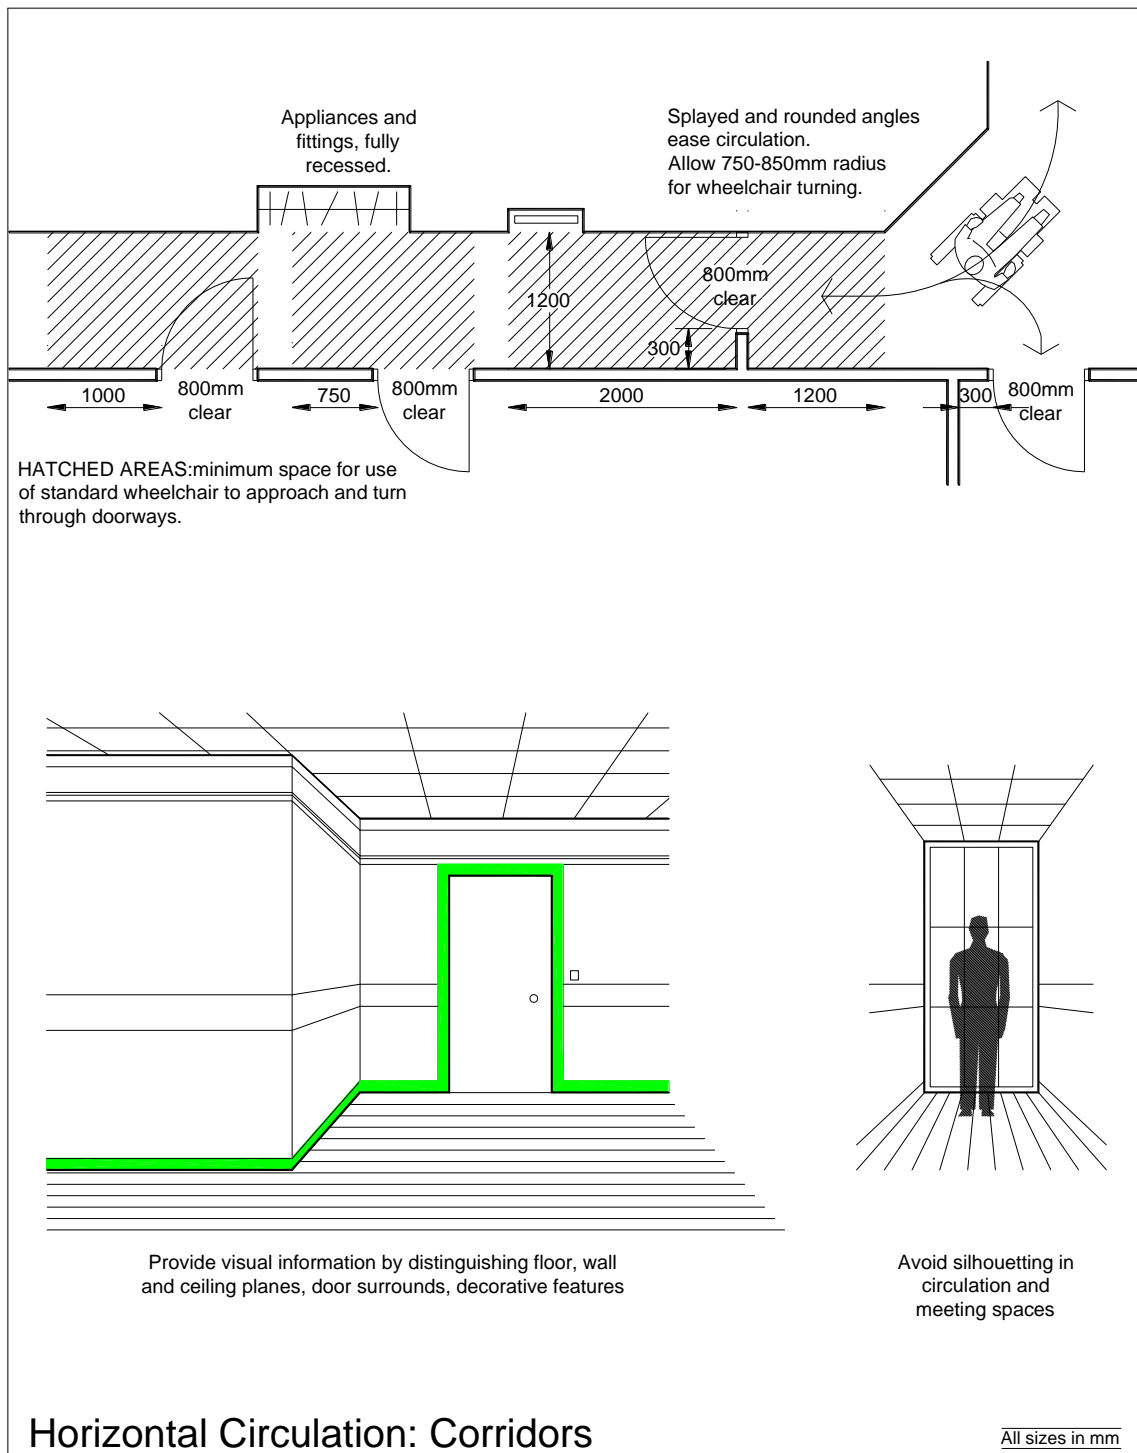 Appliances and
fittings, fully
recessed.
Splayed and rounded angles
ease circulation.
Allow 750-850mm radius
for wheelchair turning.
800mm
clear
1200
300
1000
800mm
clear
750
800mm
clear
2000
1200
300
800mm
clear
HATCHED AREAS:minimum space for use
of standard wheelchair to approach and turn
through doorways.
Provide visual information by distinguishing floor, wall
and ceiling planes, door surrounds, decorative features
Avoid silhouetting in
circulation and
meeting spaces
Horizontal Circulation: Corridors
All sizes in mm